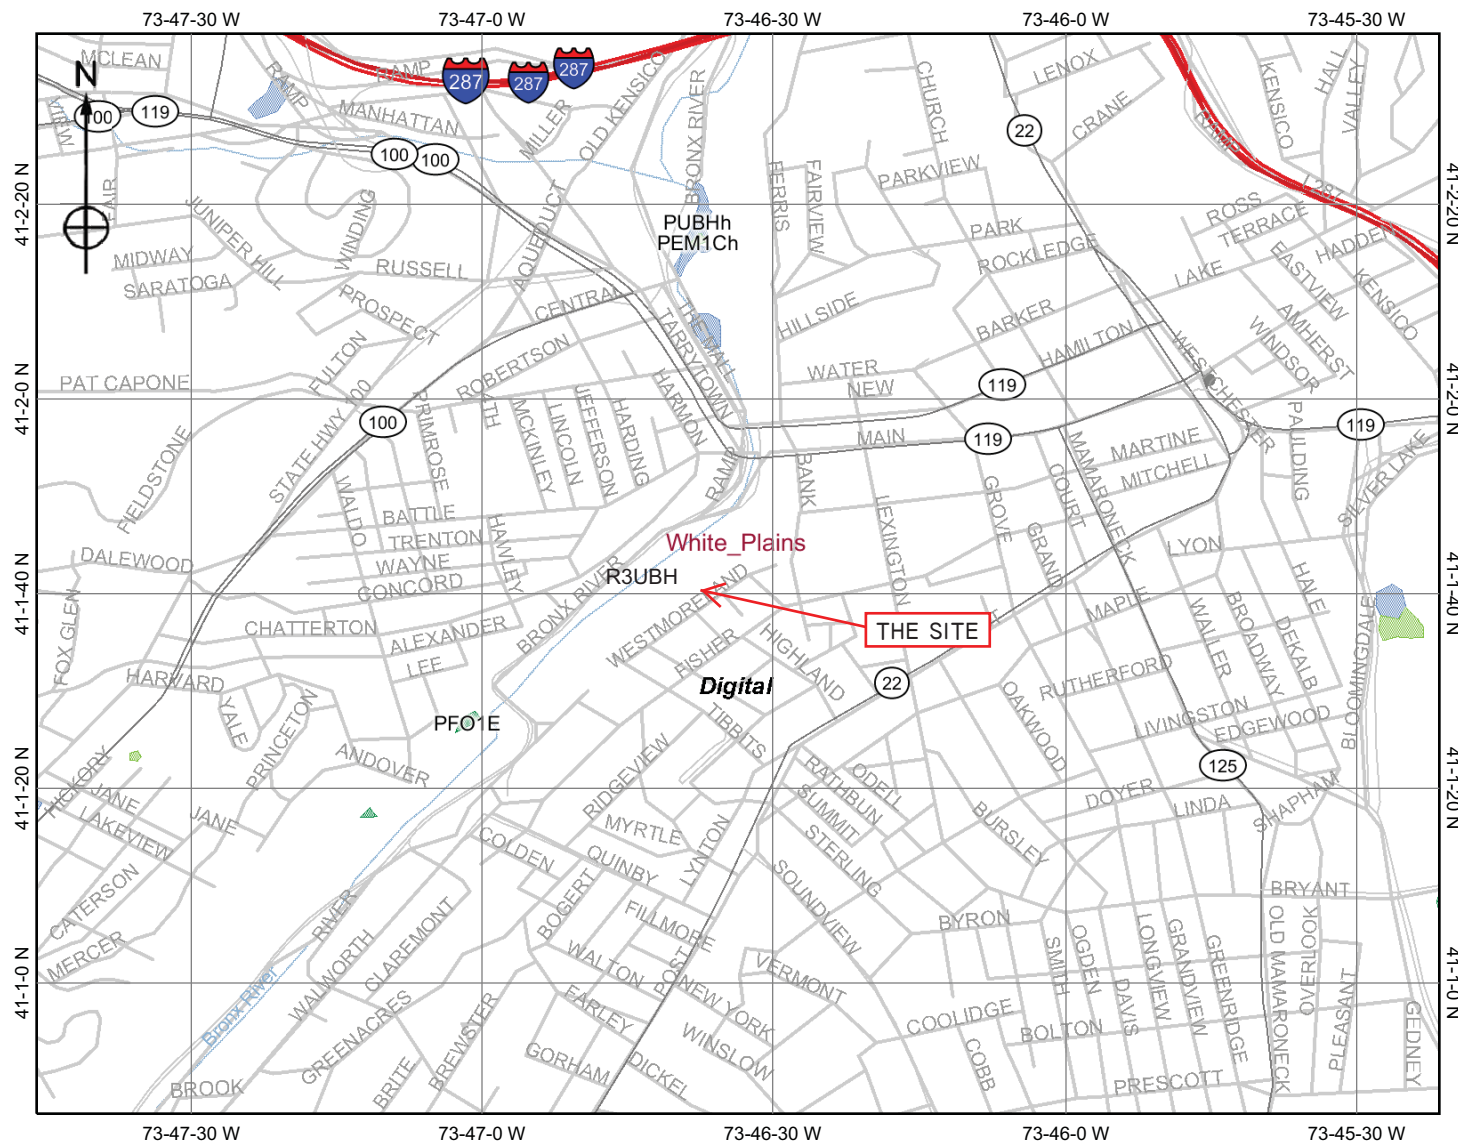 73-47-30 W
73-47-0 W
73-46-30 W
73-46-0 W
73-45-30 W
MCLEAN
RAMP
RAMP
287
287
287
N
VIEW
100
119
MANHATTAN
MILLER
OLD KENSICO
BRONX RIVER
CHURCH
LENOX
CRANE
22
KENSICO
HALL
VALLEY
RAMP
I 287
100
100
41-2-20 N
41-2-20 N
FAIR
JUNIPER HILL
WINDING
AQUEDUCT
PUBHh
PEM1Ch
FERRIS
FAIRVIEW
PARKVIEW
PARK
ROCKLEDGE
ROSS
TERRACE
HADDEN
MIDWAY
SARATOGA
RUSSELL
PROSPECT
CENTRAL
TARRYTOWN
THE MALL
HILLSIDE
BARKER
LAKE
EASTVIEW
KENSICO
AMHERST
WINDSOR
HAMILTON
WESTCHESTER
FULTON
ROBERTSON
PAT CAPONE
WATER
NEW
119
41-2-0 N
41-2-0 N
STATE HWY 100
100
PRIMROSE
TH
MCKINLEY
LINCOLN
JEFFERSON
HARDING
HARMON
MAIN
119
119
PAULDING
MARTINE
MITCHELL
SILVER LAKE
FIELDSTONE
WALDO
RAMP
BANK
LEXINGTON
GROVE
COURT
MAMARONECK
GRAND
BATTLE
TRENTON
WAYNE
CONCORD
HAWLEY
White_Plains
R3UBH
LYON
DALEWOOD
41-1-40 N
41-1-40 N
FOX GLEN
CHATTERTON
ALEXANDER
LEE
BRONX RIVER
WESTMORELAND
FISHER
HIGHLAND
THE SITE
T
MAPLE
WALLER
BROADWAY
DEKALB
HALE
BLOOMINGDALE
HARVARD
YALE
PRINCETON
PFO1E
Digital
22
TIBBITS
RUTHERFORD
OAKWOOD
LIVINGSTON
EDGEWOOD
125
HICKORY
ANDOVER
RIDGEVIEW
RATHBUN
ODELL
SUMMIT
STERLING
BURSLEY
DOYER
LINDA
SHAPHAM
41-1-20 N
41-1-20 N
JANE
LAKEVIEW
JANE
COLDEN
MYRTLE
QUINBY
LYNTON
SOUNDVIEW
CATERSON
MERCER
RIVER
WALWORTH
CLAREMONT
BOGERT
FILLMORE
WALTON
POST
VERMONT
BYRON
BRYANT
SMITH
OGDEN
DAVIS
LONGVIEW
GRANDVIEW
GREENRIDGE
OLD MAMARONECK
OVERLOOK
PLEASANT
GEDNEY
41-1-0 N
41-1-0 N
Bronx River
GREENACRES
BREWSTER
FARLEY
NEW YORK
WINSLOW
COOLIDGE
BOLTON
BROOK
BRITE
GORHAM
DICKEL
COBB
PRESCOTT
73-47-30 W
73-47-0 W
73-46-30 W
73-46-0 W
73-45-30 W